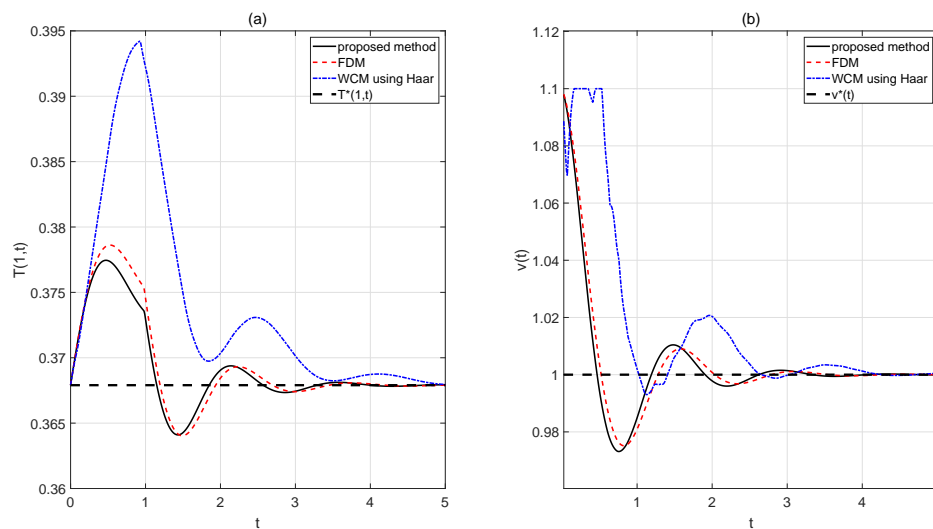 (a)
0.395
0.39
0.385
0.38
0.375
0.37
0.365
0.36
T(1,t)
0
1
2
3
4
5
t
proposed method
FDM
WCM using Haar
T*(1,t)
(b)
1.12
1.1
1.08
1.06
1.04
1.02
1
0.98
v(t)
1
2
3
4
t
proposed method
FDM
WCM using Haar
v*(t)